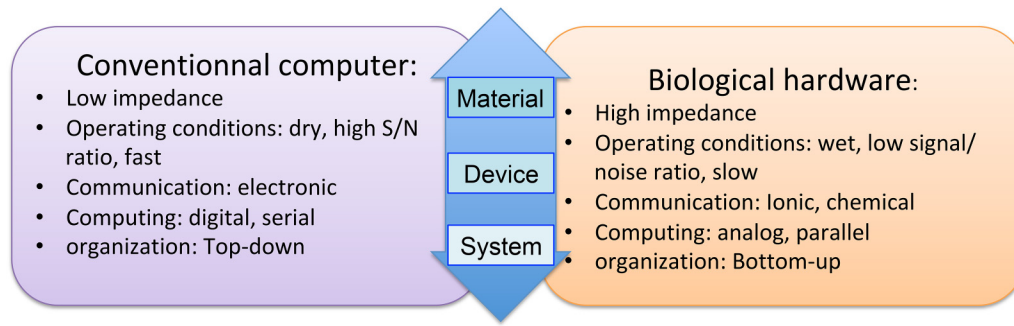 Conventionnal computer:
• Low impedance
• Operating conditions: dry, high S/N
ratio, fast
• Communication: electronic
• Computing: digital, serial
• organization: Top-down
Material
Device
System
Biological hardware:
• High impedance
• Operating conditions: wet, low signal/
noise ratio, slow
• Communication: Ionic, chemical
• Computing: analog, parallel
• organization: Bottom-up